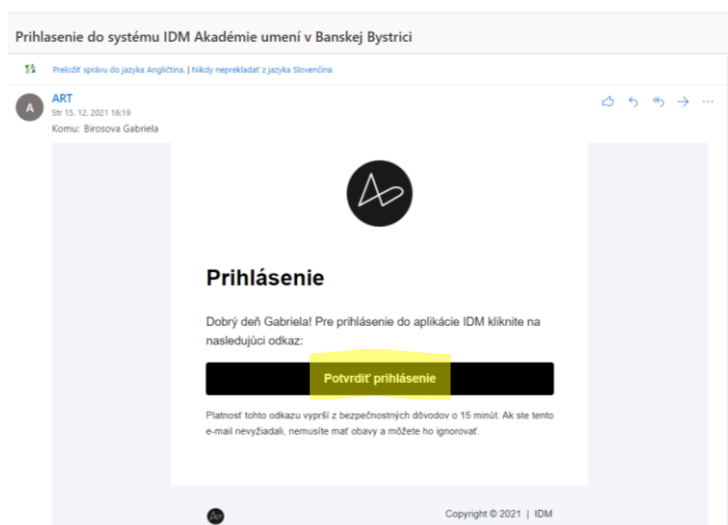 Prihlasenie do systému IDM Akadémie umení v Banskej Bystrici
Preložiť správu do jazyka Angličtina. | Nikdy neprekladať z jazyka Slovenčina
A
ART
Str 15. 12. 2021 16:19
Komu: Birosova Gabriela
Prihlásenie
Dobrý deň Gabriela! Pre prihlásenie do aplikácie IDM kliknite na
nasledujúci odkaz:
Potvrdiť prihlásenie
Platnosť tohto odkazu vyprší z bezpečnostných dôvodov o 15 minút. Ak ste tento
e-mail nevyžiadali, nemusíte mať obavy a môžete ho ignorovať.
Copyright © 2021 | IDM